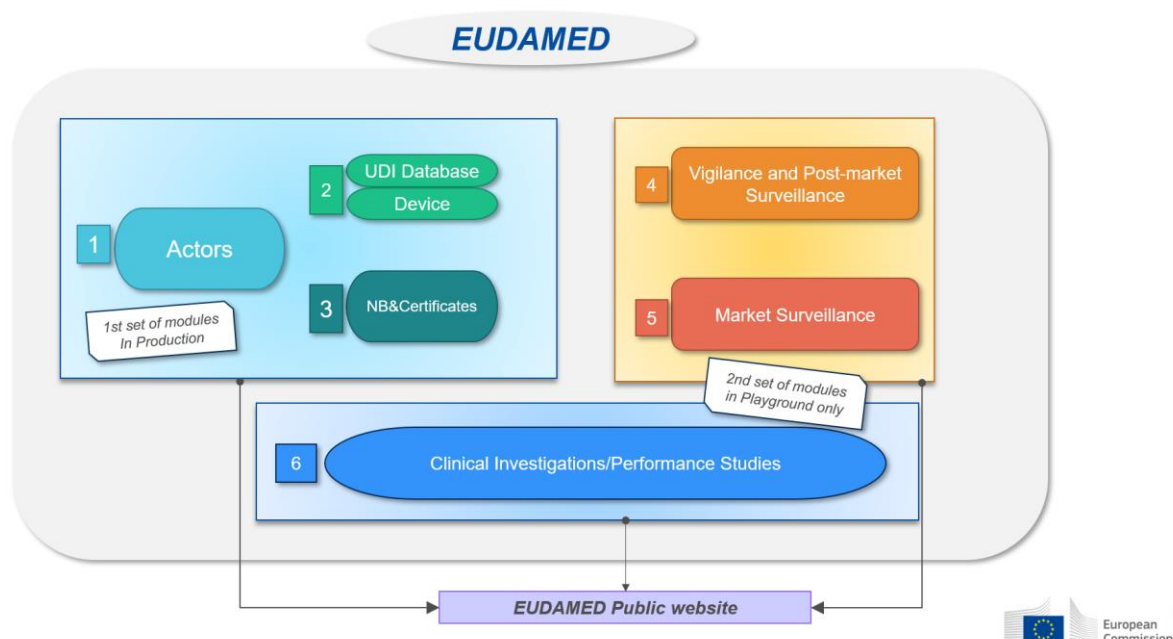 EUDAMED
1
Actors
1st set of modules
In Production
2
UDI Database
Device
3
NB&Certificates
4
Vigilance and Post-market
Surveillance
5
Market Surveillance
2nd set of modules
in Playground only
6
Clinical Investigations/Performance Studies
EUDAMED Public website
European
Commission